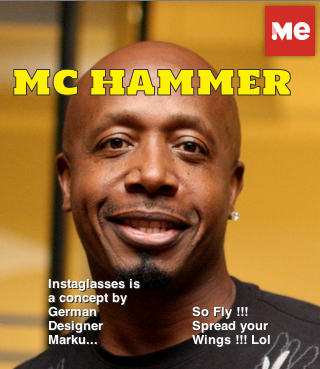 Me
MC HAMMER
Instaglasses is
a concept by
German
Designer
Marku...
So Fly !!!
Spread your
Wings !!! Lol